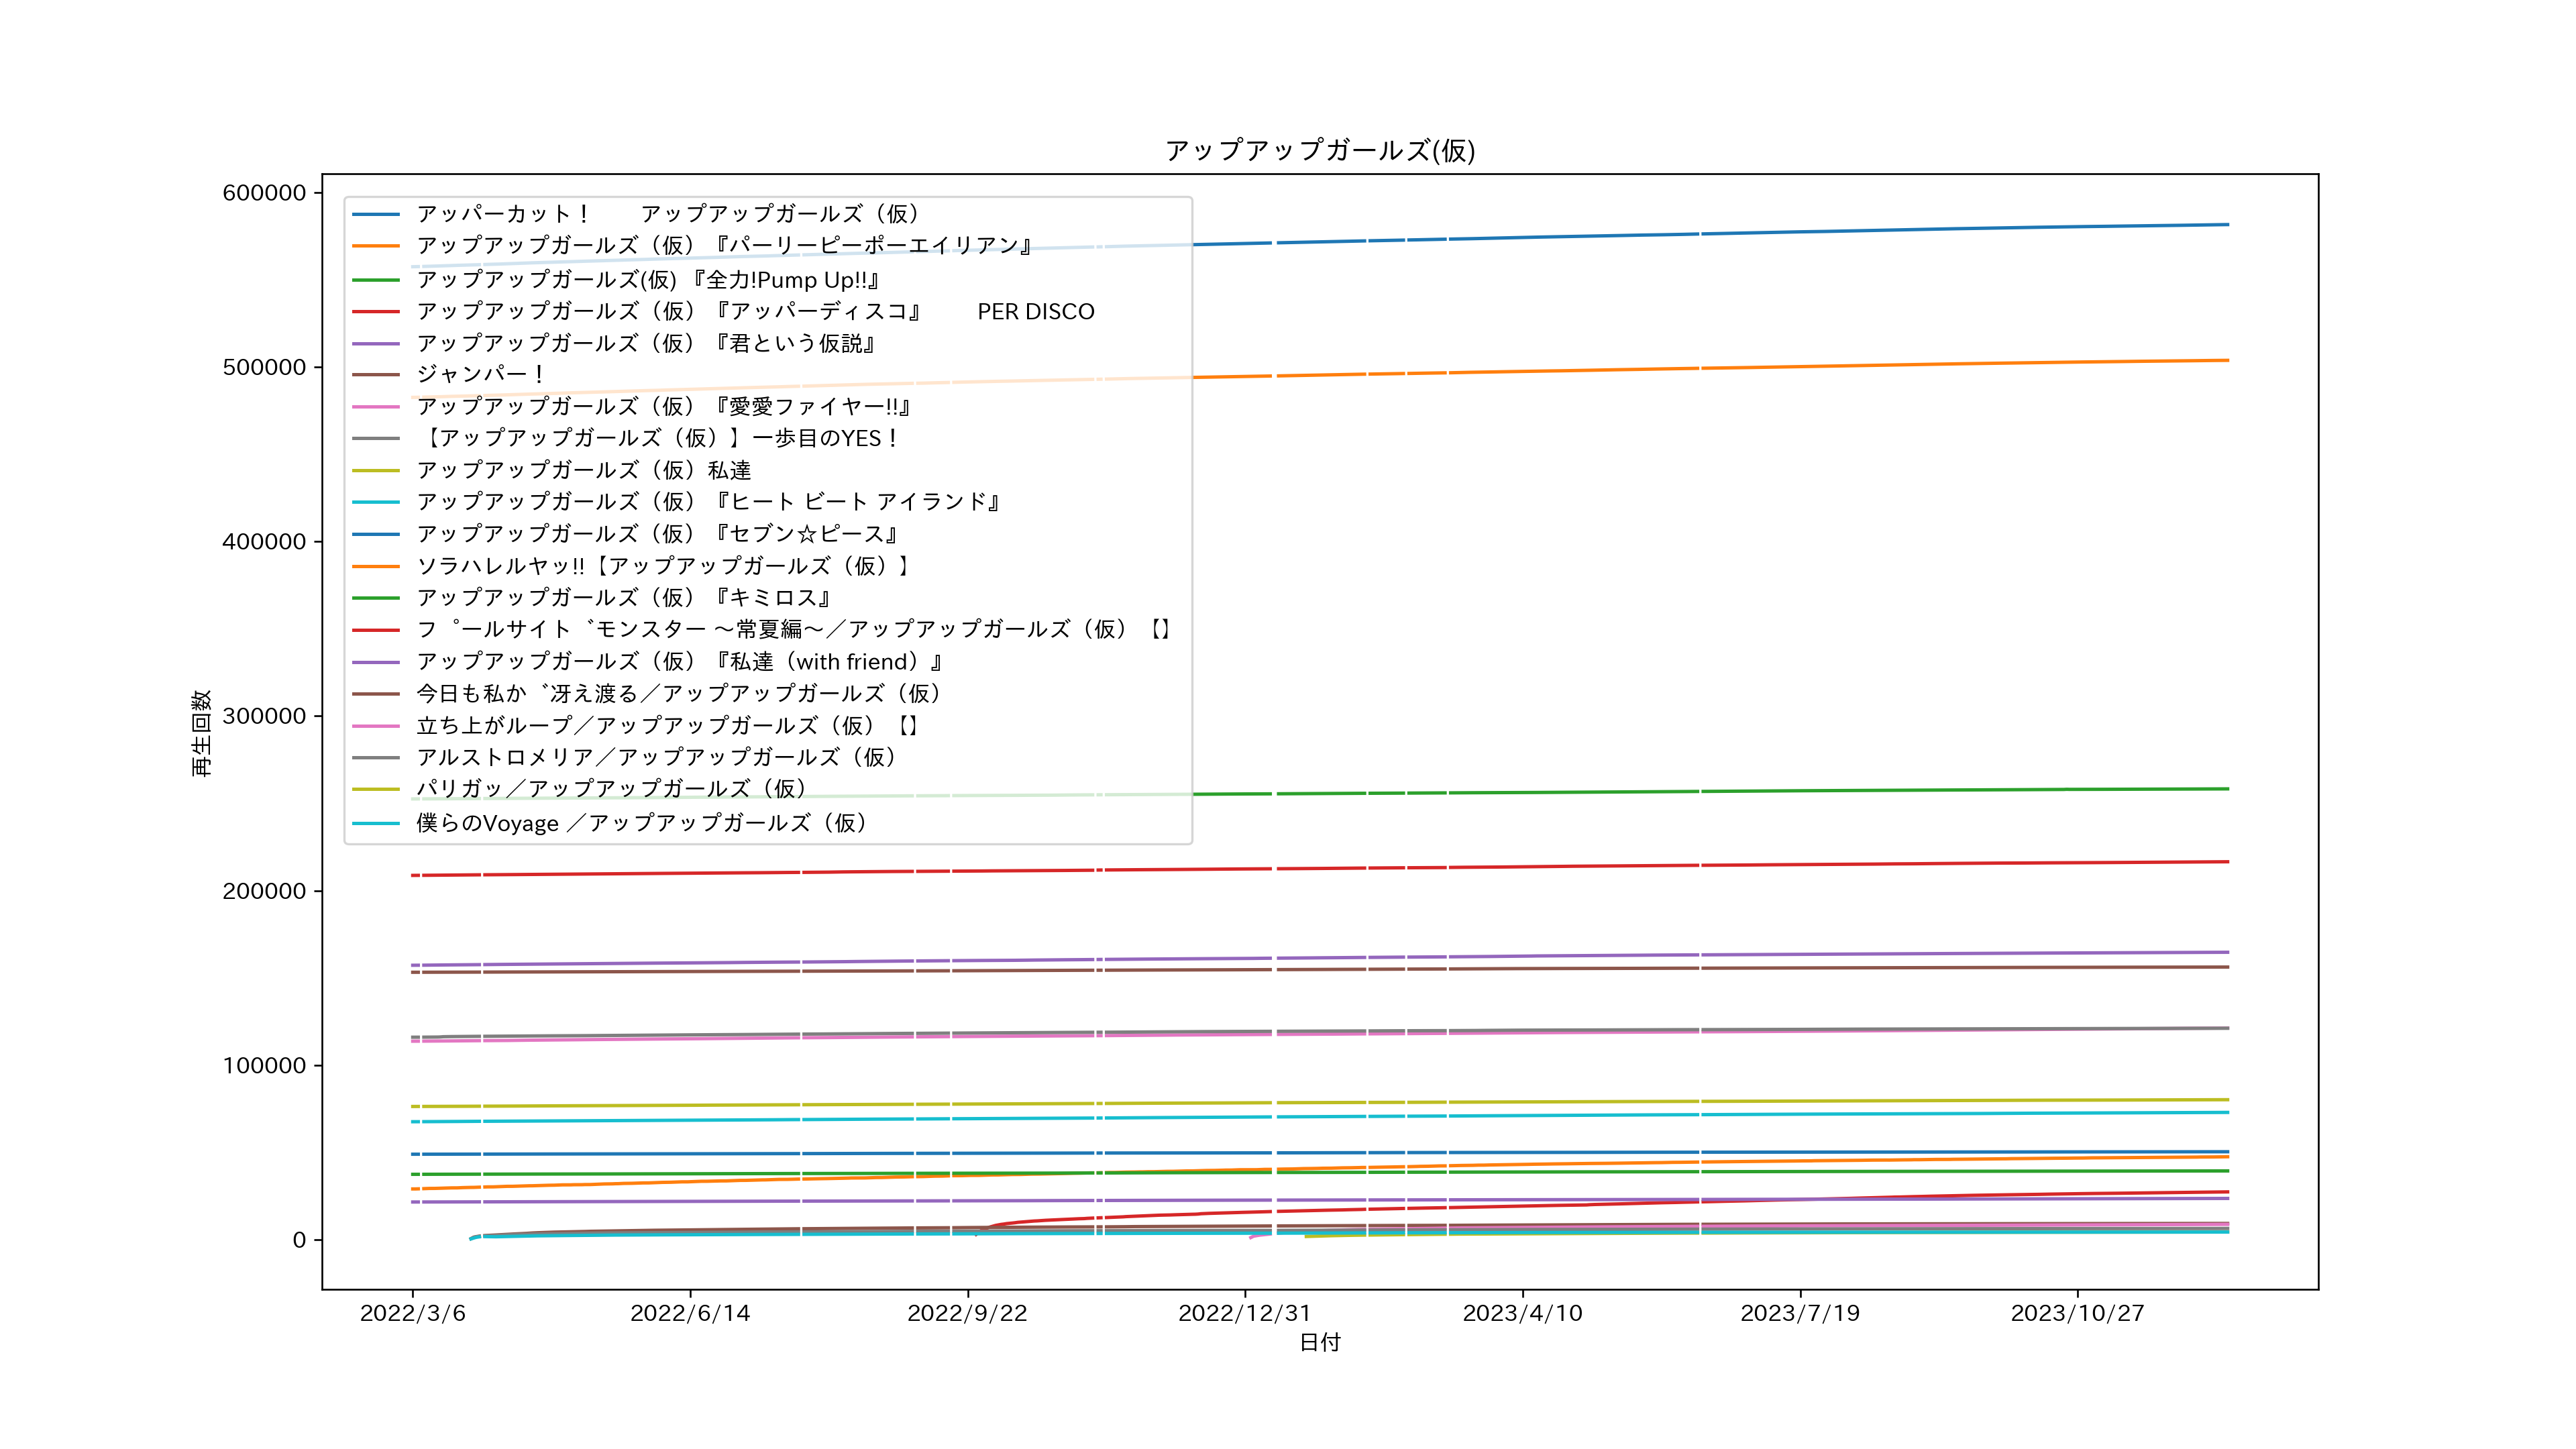 アップアップガールズ(仮)
600000
500000
400000
300000
200000
100000
0
再生回数
アッパーカット！　　アップアップガールズ（仮）
アップアップガールズ（仮）『パーリーピーポーエイリアン』
アップアップガールズ(仮) 『全力!Pump Up!!』
アップアップガールズ（仮）『アッパーディスコ』　　PER DISCO
アップアップガールズ（仮）『君という仮説』
ジャンパー！
アップアップガールズ（仮）『愛愛ファイヤー!!』
【アップアップガールズ（仮）】一歩目のYES！
アップアップガールズ（仮）私達
アップアップガールズ（仮）『ヒート ビート アイランド』
アップアップガールズ（仮）『セブン☆ピース』
ソラハレルヤッ!!【アップアップガールズ（仮）】
アップアップガールズ（仮）『キミロス』
フ゜ールサイト゛モンスター 〜常夏編〜／アップアップガールズ（仮）【】
アップアップガールズ（仮）『私達（with friend）』
今日も私か゛冴え渡る／アップアップガールズ（仮）
立ち上がループ／アップアップガールズ（仮）【】
アルストロメリア／アップアップガールズ（仮）
パリガッ／アップアップガールズ（仮）
僕らのVoyage ／アップアップガールズ（仮）
2022/3/6 2022/6/14 2022/9/22 2022/12/31 2023/4/10 2023/7/19 2023/10/27
日付